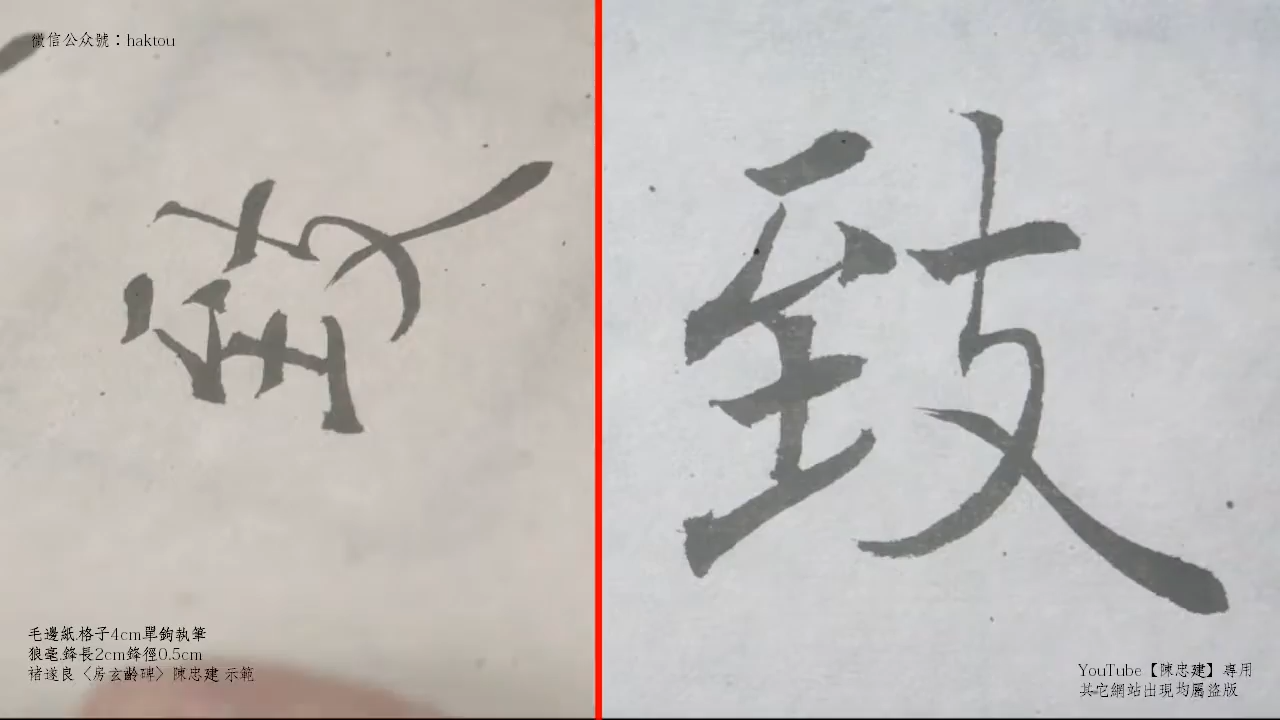 微信公众號：haktou
致
致
毛邊紙格子4cm單鉤執筆
狼毫鋒長2cm鋒徑0.5cm
褚遂良〈房玄齡碑〉陳忠建示範
YouTube【陳忠建】專用
其它網站出現均屬盜版